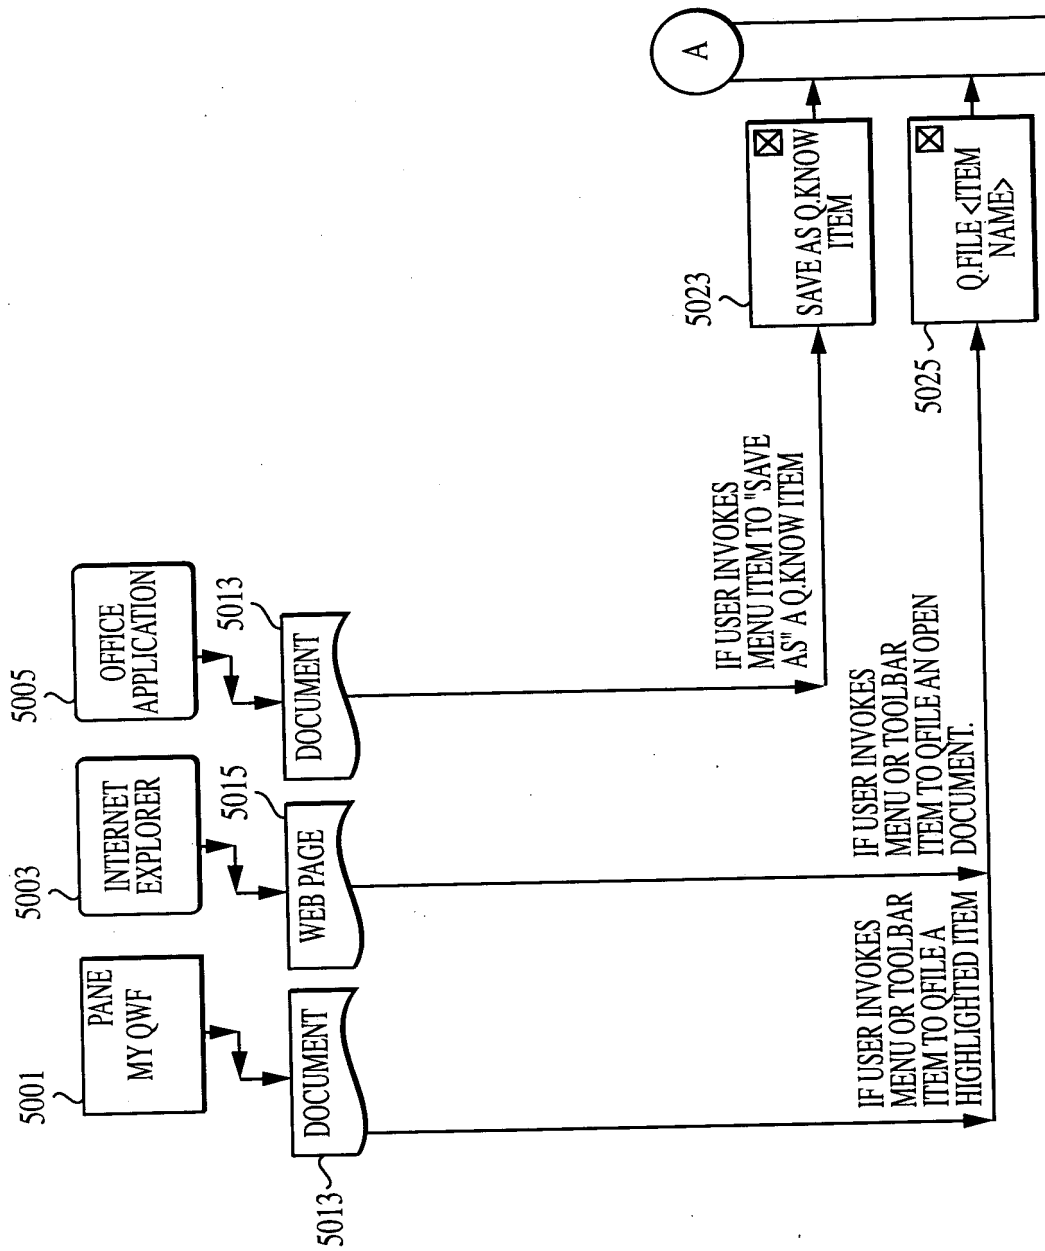 5001
PANE
MY QWF
5013
DOCUMENT
5003
INTERNET
EXPLORER
5015
WEB PAGE
5005
OFFICE
APPLICATION
5013
DOCUMENT
IF USER INVOKES
MENU OR TOOLBAR
ITEM TO QFILE A
HIGHLIGHTED ITEM
IF USER INVOKES
MENU OR TOOLBAR
ITEM TO QFILE AN OPEN
DOCUMENT.
IF USER INVOKES
MENU ITEM TO "SAVE
AS" A Q.KNOW ITEM
5023
SAVE AS Q.KNOW
ITEM
5025
Q.FILE <ITEM
NAME>
A